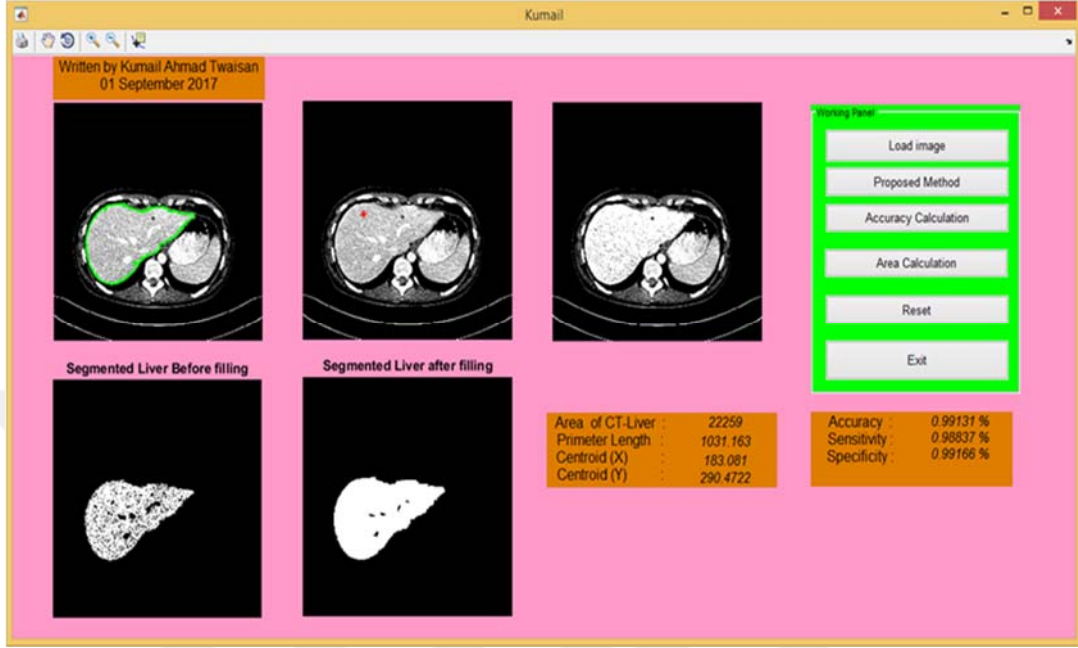 Kumail
Written by Kumail Ahmad Twaisan
01 September 2017
Working Panel
Load image
Proposed Method
Accuracy Calculation
Area Calculation
Reset
Exit
Segmented Liver Before filling
Segmented Liver after filling
Area of CT-Liver : 22259
Primeter Length : 1031.163
Centroid (X) : 183.081
Centroid (Y) : 290.4722
Accuracy : 0.99131 %
Sensitivity : 0.98837 %
Specificity : 0.99166 %